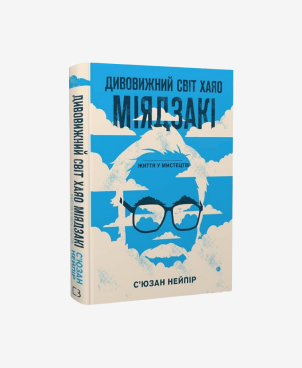 ДИВОВИЖНИЙ СВІТ ХАЯО
МІЯДЗАКІ
ЖИТТЯ У МИСТЕЦТВІ
С'ЮЗАН НЕЙПІР
ДИВОВИЖНИЙ СВІТ ХАЯО МІЯДЗАКІ
С'ЮЗАН
НЕЙПІР